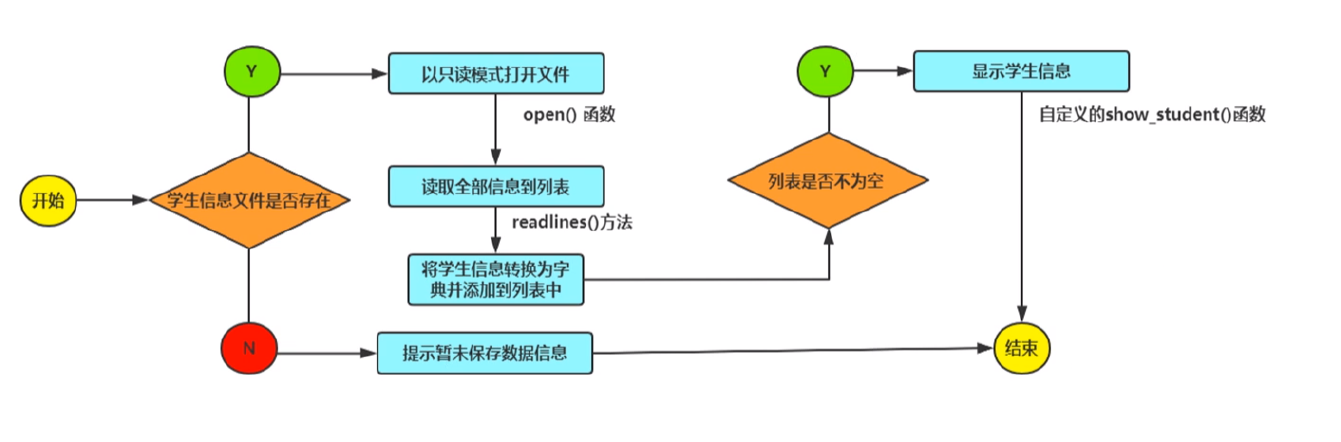 Y
以只读模式打开文件
open() 函数
Y
显示学生信息
自定义的show_student()函数
开始
学生信息文件是否存在
读取全部信息到列表
readlines()方法
列表是否不为空
将学生信息转换为字
典并添加到列表中
N
提示暂未保存数据信息
结束